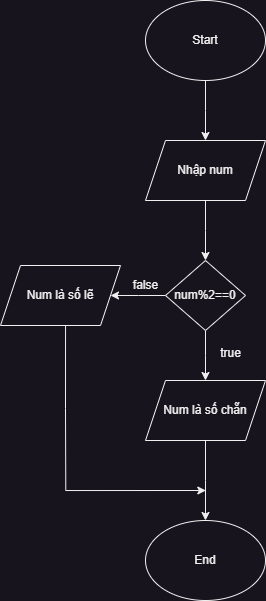 Start
Nhập num
num%2==0
false
Num là số lẽ
true
Num là số chẵn
End